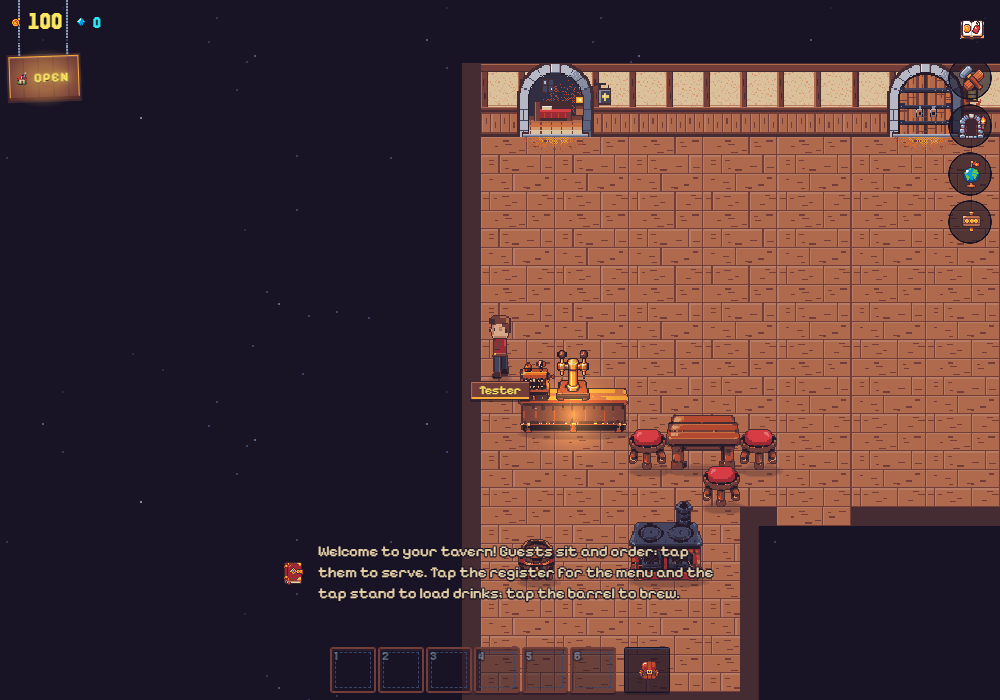 100
0
OPEN
Tester
Welcome to your tavern! Guests sit and order: tap
them to serve. Tap the register for the menu and the
tap stand to load drinks: tap the barrel to brew.
1
2
3
4
5
6